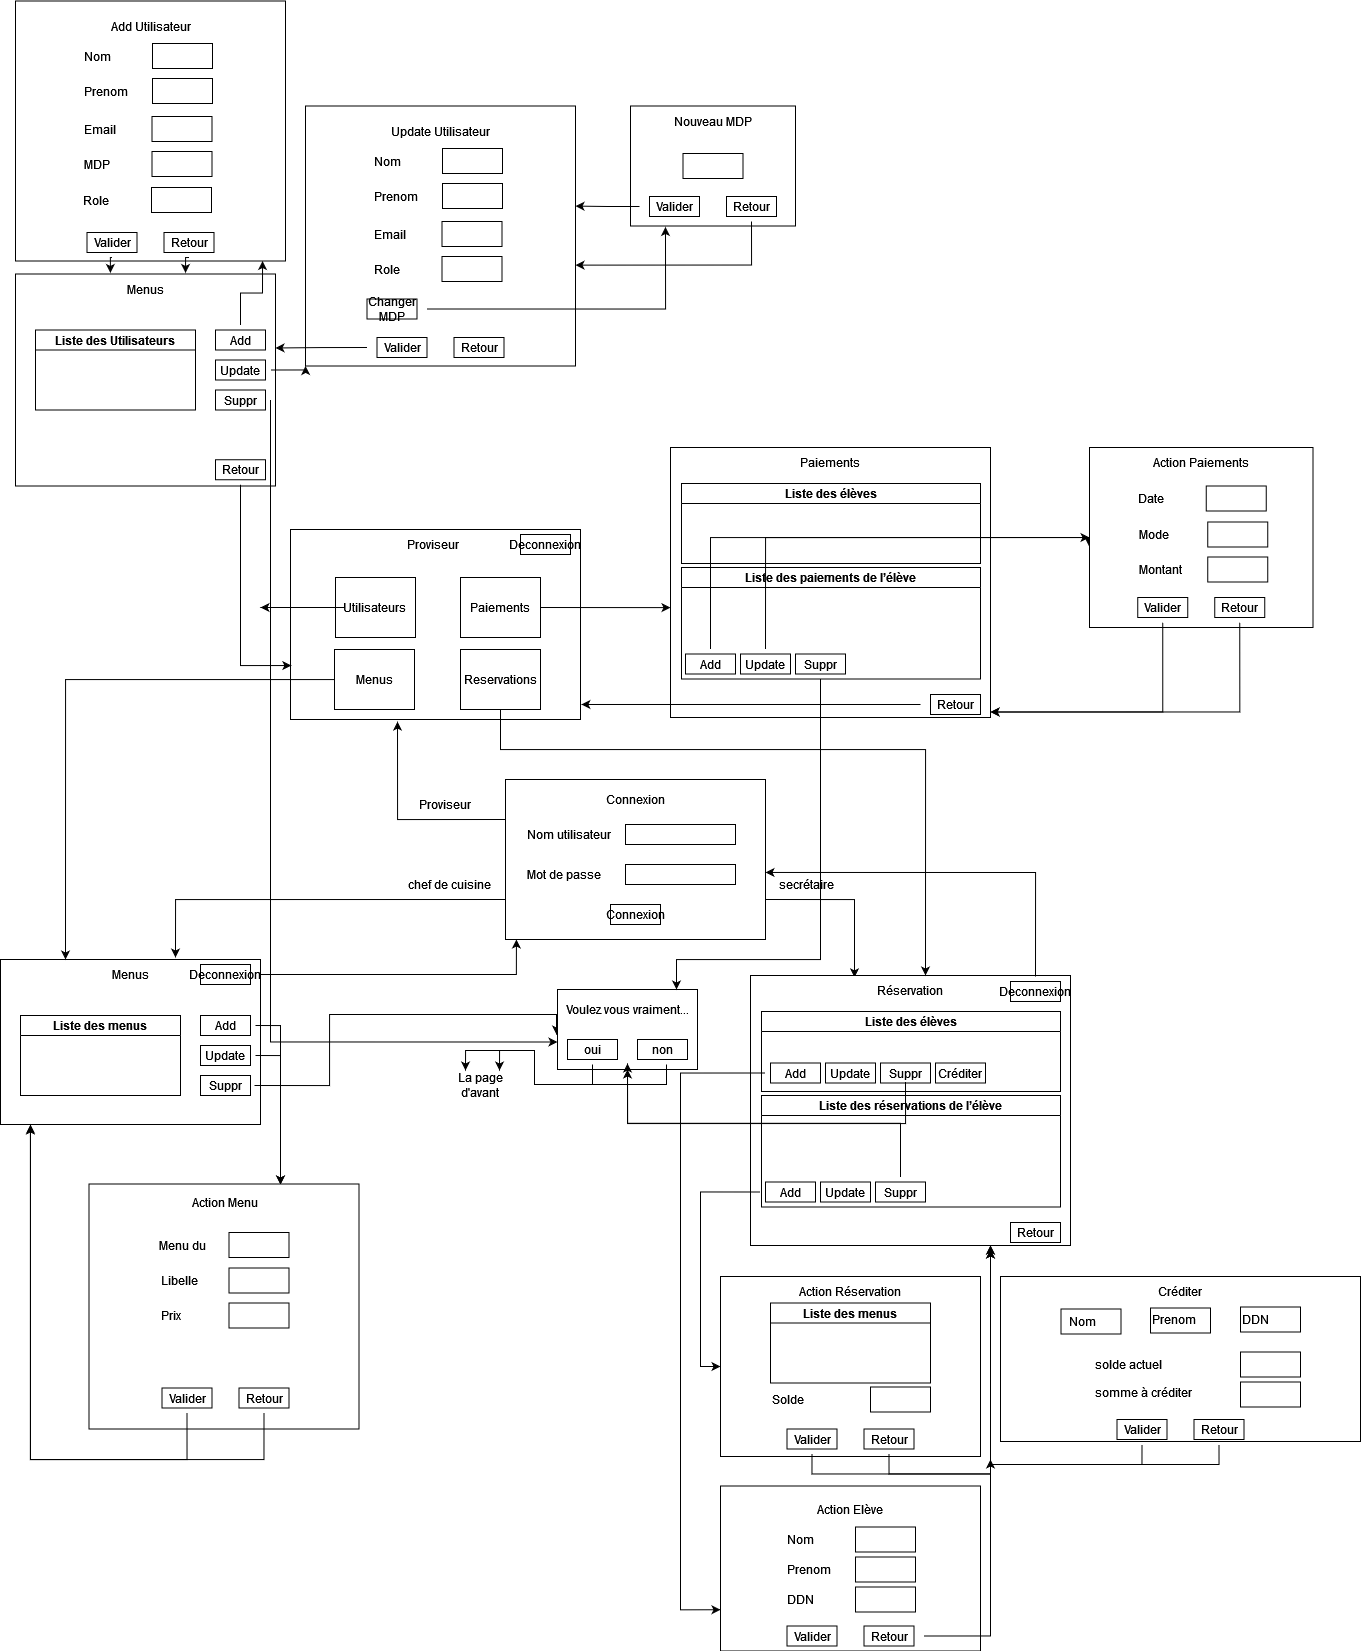 Add Utilisateur
Nom
Prenom
Email
MDP
Role
Valider
Retour
Update Utilisateur
Nom
Prenom
Email
Role
Changer
MDP
Valider
Retour
Nouveau MDP
Valider
Retour
Menus
Liste des Utilisateurs
Add
Update
Suppr
Retour
Proviseur
Deconnexion
Utilisateurs
Paiements
Menus
Reservations
Paiements
Liste des élèves
Liste des paiements de l'élève
Add
Update
Suppr
Retour
Action Paiements
Date
Mode
Montant
Valider
Retour
Proviseur
chef de cuisine
secrétaire
Connexion
Nom utilisateur
Mot de passe
Connexion
Menus
Deconnexion
Liste des menus
Add
Update
Suppr
Voulez vous vraiment...
oui
non
La page
d'avant
Réservation
Deconnexion
Liste des élèves
Add
Update
Suppr
Créditer
Liste des réservations de l'élève
Add
Update
Suppr
Retour
Action Menu
Menu du
Libelle
Prix
Valider
Retour
Action Réservation
Liste des menus
Solde
Valider
Retour
Créditer
Nom
Prenom
DDN
solde actuel
somme à créditer
Valider
Retour
Action Elève
Nom
Prenom
DDN
Valider
Retour